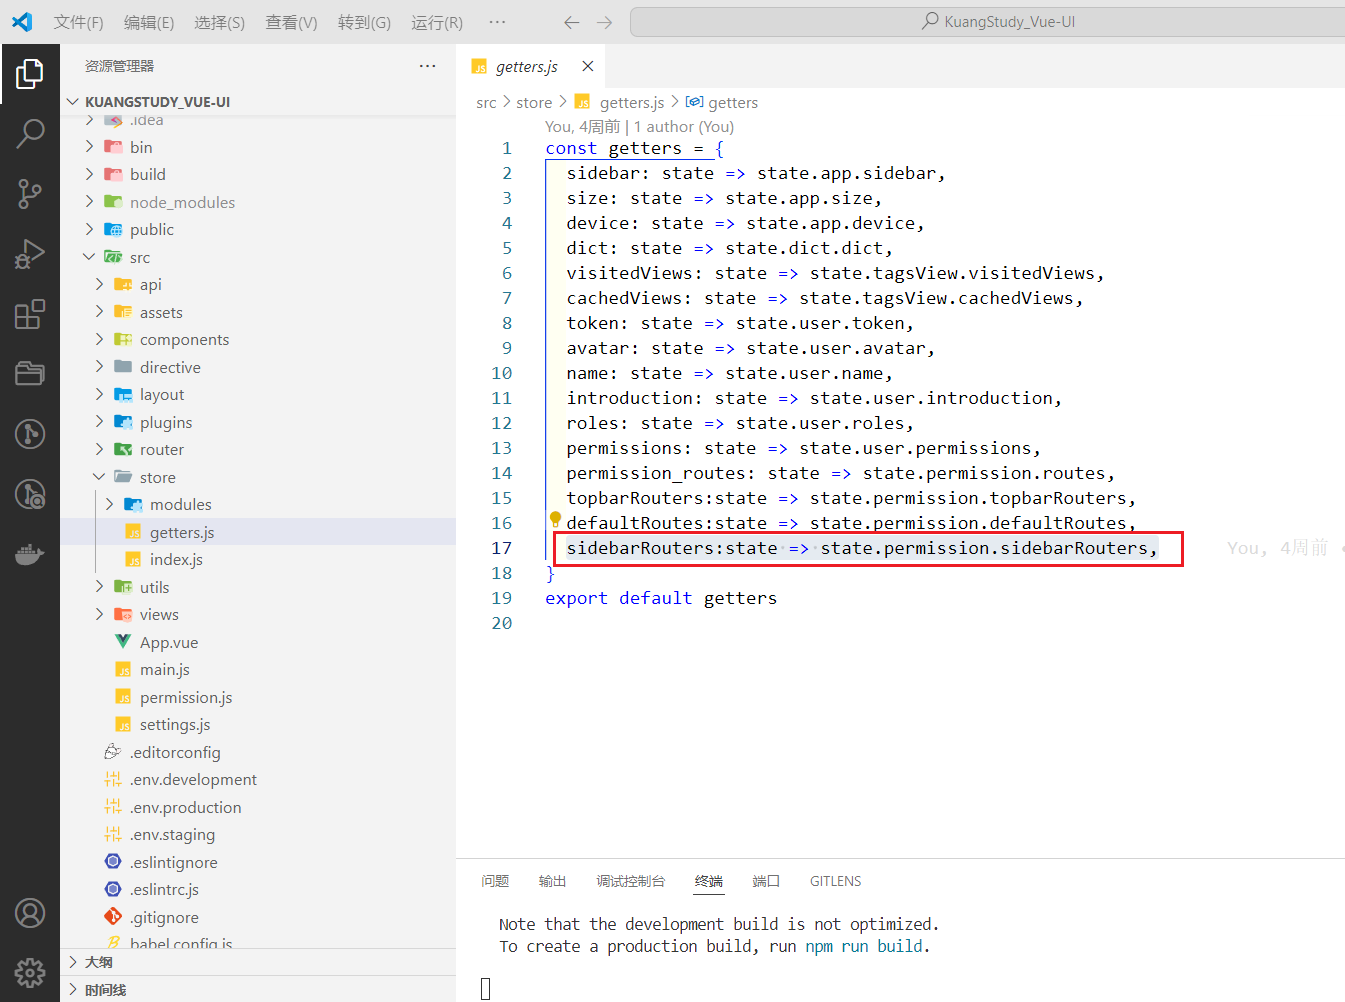 文件(F) 编辑(E) 选择(S) 查看(V) 转到(G) 运行(R) ··· KuangStudy_Vue-UI
资源管理器 ···
KUANGSTUDY_VUE-UI
.idea
bin
build
node_modules
public
src
api
assets
components
directive
layout
plugins
router
store
modules
getters.js
index.js
utils
views
App.vue
main.js
permission.js
settings.js
.editorconfig
.env.development
.env.production
.env.staging
.eslintignore
.eslintrc.js
.gitignore
babel.config.js
大纲
时间线
getters.js
src > store > getters.js > getters
You, 4周前 | 1 author (You)
1 const getters = {
2 sidebar: state => state.app.sidebar,
3 size: state => state.app.size,
4 device: state => state.app.device,
5 dict: state => state.dict.dict,
6 visitedViews: state => state.tagsView.visitedViews,
7 cachedViews: state => state.tagsView.cachedViews,
8 token: state => state.user.token,
9 avatar: state => state.user.avatar,
10 name: state => state.user.name,
11 introduction: state => state.user.introduction,
12 roles: state => state.user.roles,
13 permissions: state => state.user.permissions,
14 permission_routes: state => state.permission.routes,
15 topbarRouters:state => state.permission.topbarRouters,
16 defaultRoutes:state => state.permission.defaultRoutes,
17 sidebarRouters:state => state.permission.sidebarRouters, You, 4周前
18 }
19 export default getters
20
问题 输出 调试控制台 终端 端口 GITLENS
Note that the development build is not optimized.
To create a production build, run npm run build.